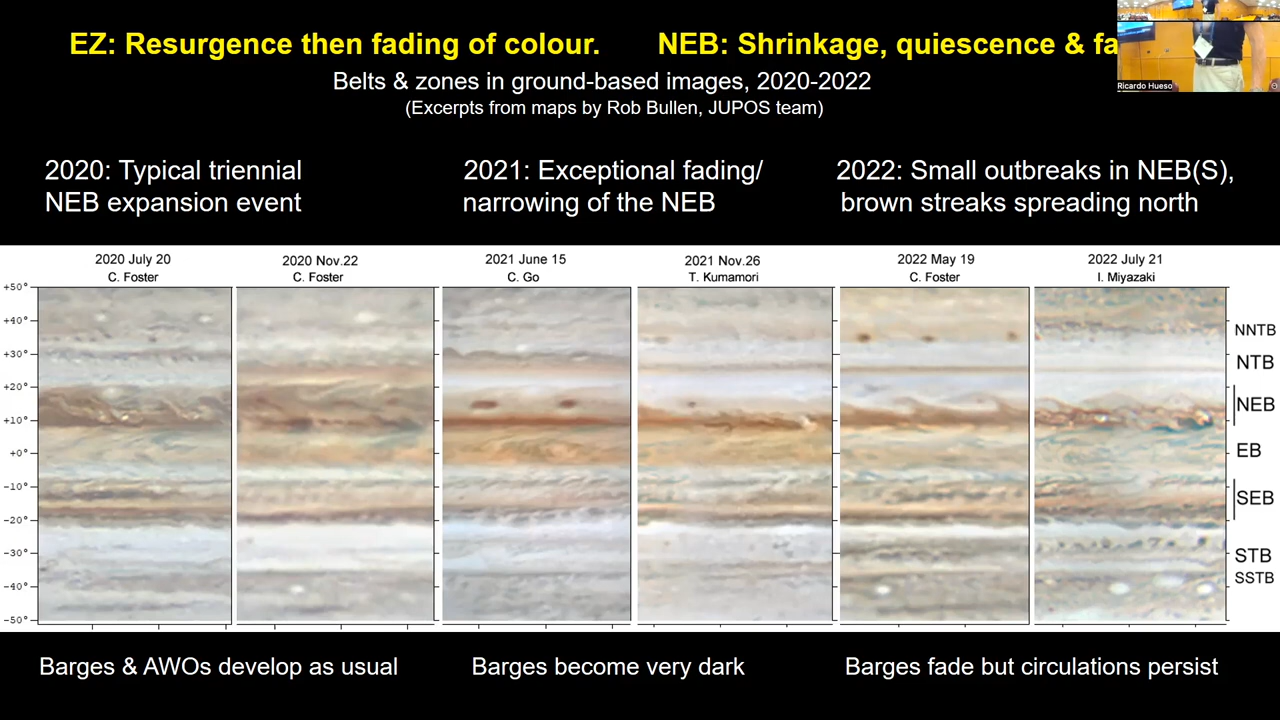 EZ: Resurgence then fading of colour. NEB: Shrinkage, quiescence &
Belts & zones in ground-based images, 2020-2022
(Excerpts from maps by Rob Bullen, JUPOS team)
Ricardo Hueso
2020: Typical triennial
NEB expansion event
2021: Exceptional fading/
narrowing of the NEB
2022: Small outbreaks in NEB(S),
brown streaks spreading north
2020 July 20
C. Foster
2020 Nov.22
C. Foster
2021 June 15
C. Go
2021 Nov.26
T. Kumamori
2022 May 19
C. Foster
2022 July 21
I. Miyazaki
+50°
+40°
+30°
+20°
+10°
+0°
-10°
-20°
-30°
-40°
-50°
NNTB
NTB
NEB
EB
SEB
STB
SSTB
Barges & AWOs develop as usual
Barges become very dark
Barges fade but circulations persist